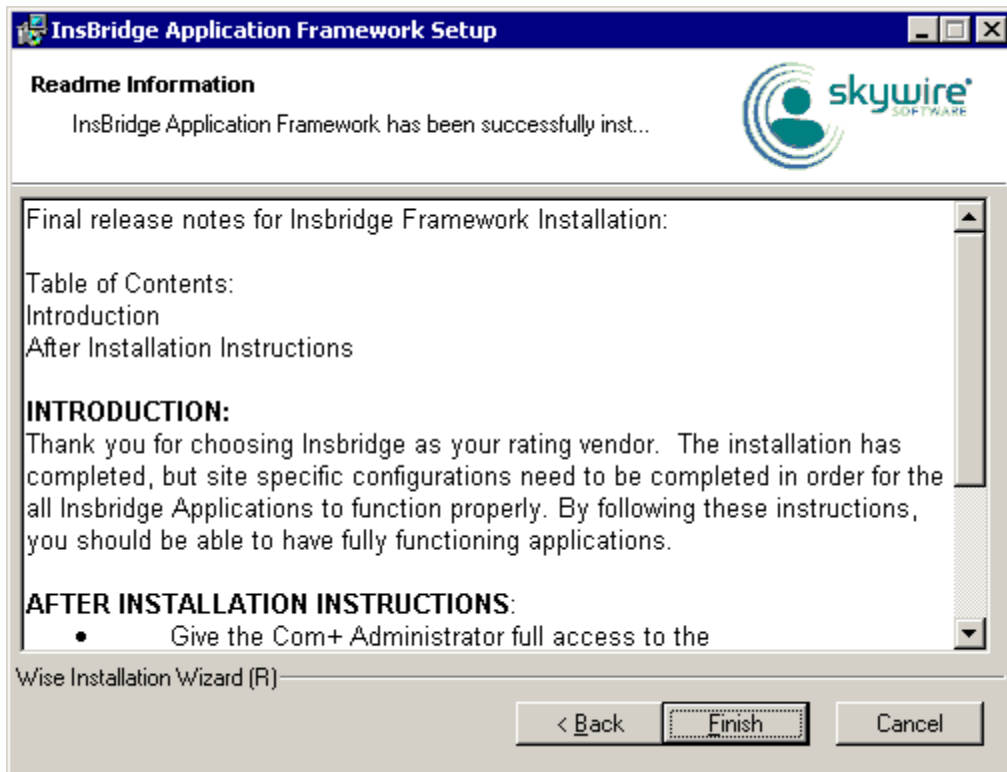 InsBridge Application Framework Setup
Readme Information
InsBridge Application Framework has been successfully inst...
skywire
SOFTWARE
Final release notes for Insbridge Framework Installation:
Table of Contents:
Introduction
After Installation Instructions
INTRODUCTION:
Thank you for choosing Insbridge as your rating vendor.  The installation has
completed, but site specific configurations need to be completed in order for the
all Insbridge Applications to function properly. By following these instructions,
you should be able to have fully functioning applications.
AFTER INSTALLATION INSTRUCTIONS:
• Give the Com+ Administrator full access to the
Wise Installation Wizard (R)
< Back
Finish
Cancel